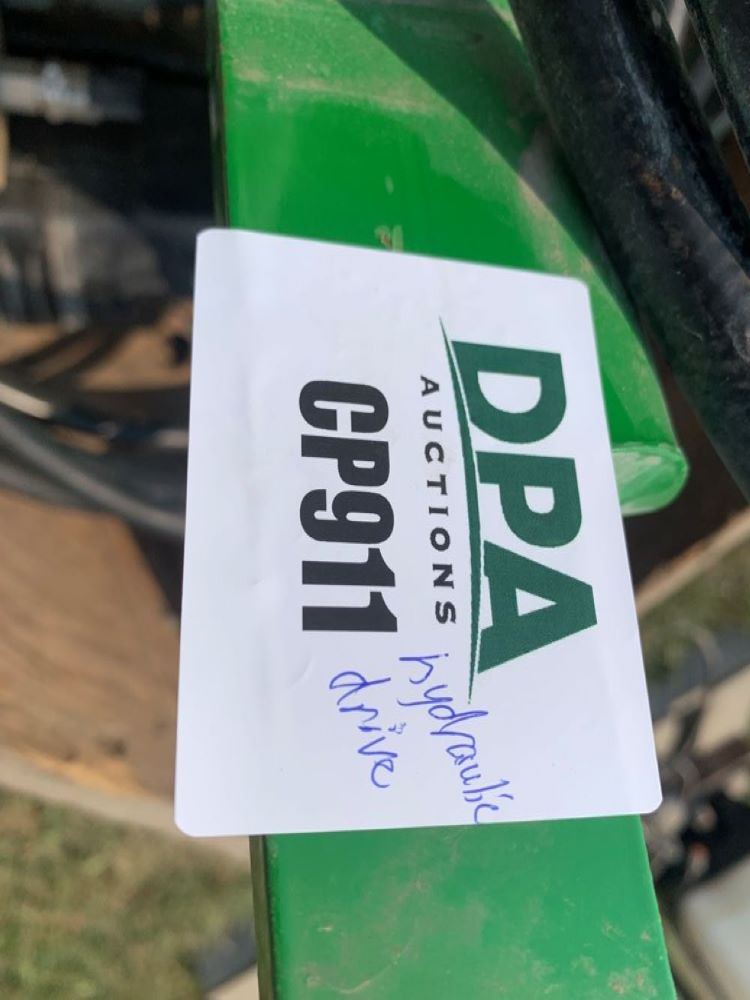 DPA
AUCTIONS
CP911
hydraulic
drive